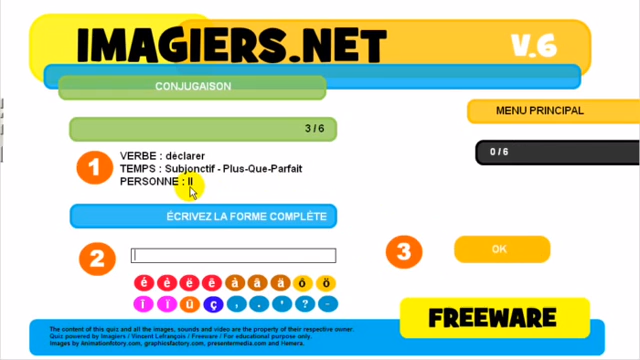 IMAGIERS.NET
V.6
CONJUGAISON
MENU PRINCIPAL
3 / 6
0 / 6
1
VERBE : déclarer
TEMPS : Subjonctif - Plus-Que-Parfait
PERSONNE : Il
ÉCRIVEZ LA FORME COMPLÈTE
2
3
OK
é è ë ê à â ä ô ö
î ï û ç , . ' ? -
FREEWARE
The content of this quiz and all the images, sounds and video are the property of their respective owner.
Quiz powered by Imagiers / Vincent Lefrançois / Freeware / For educational purpose only.
Images by Animationfactory.com, graphicsfactory.com, presentermedia.com and Hemera.